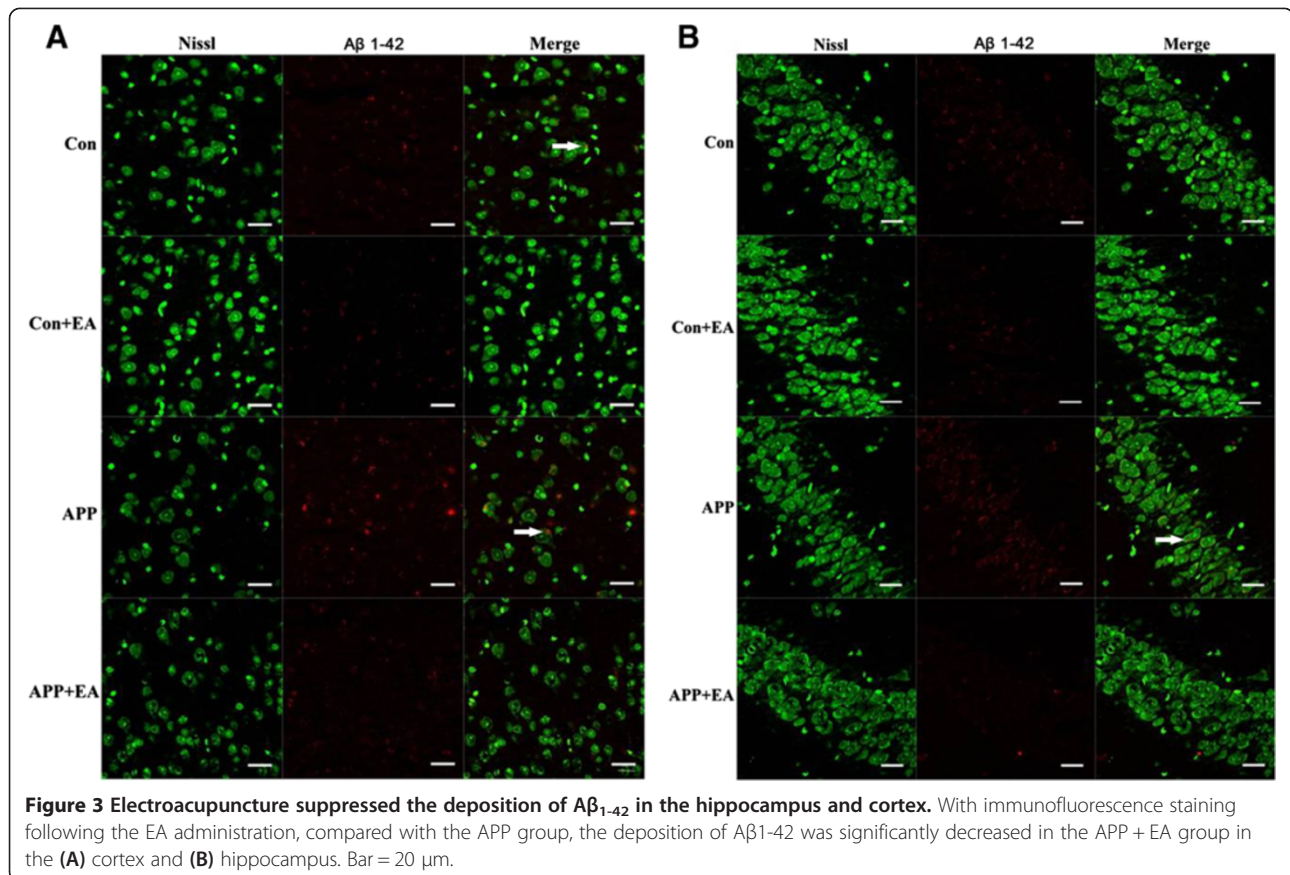 A
B
Nissl Aβ 1-42 Merge
Nissl Aβ 1-42 Merge
Con
Con
Con+EA
Con+EA
APP
APP
APP+EA
APP+EA
Figure 3 Electroacupuncture suppressed the deposition of Aβ1-42 in the hippocampus and cortex. With immunofluorescence staining
following the EA administration, compared with the APP group, the deposition of Aβ1-42 was significantly decreased in the APP + EA group in
the (A) cortex and (B) hippocampus. Bar = 20 μm.